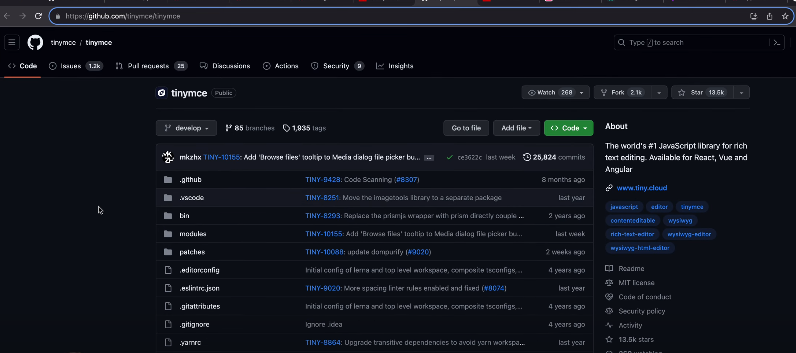 https://github.com/tinymce/tinymce
tinymce / tinymce
Type / to search
Code
Issues 1.2k
Pull requests 25
Discussions
Actions
Security 9
Insights
tinymce Public
Watch 268
Fork 2.1k
Star 13.5k
develop
85 branches
1,935 tags
Go to file
Add file
Code
mkzhx TINY-10155: Add 'Browse files' tooltip to Media dialog file picker bu... ...
ce3622c last week
25,824 commits
.github TINY-9428: Code Scanning (#8307) 8 months ago
.vscode TINY-8251: Move the imagetools library to a separate package last year
bin TINY-8293: Replace the prismjs wrapper with prism directly couple ... 2 years ago
modules TINY-10155: Add 'Browse files' tooltip to Media dialog file picker bu... last week
patches TINY-10088: update dompurify (#9020) 2 weeks ago
.editorconfig Initial config of lerna and top level workspace, composite tsconfigs,... 4 years ago
.eslintrc.json TINY-9020: More spacing linter rules enabled and fixed (#8074) last year
.gitattributes Initial config of lerna and top level workspace, composite tsconfigs,... 4 years ago
.gitignore Ignore .idea 4 years ago
.yarnrc TINY-8864: Upgrade transitive dependencies to avoid yarn workspa... last year
About
The world's #1 JavaScript library for rich
text editing. Available for React, Vue and
Angular
www.tiny.cloud
javascript editor tinymce
contenteditable wysiwyg
rich-text-editor wysiwyg-editor
wysiwyg-html-editor
Readme
MIT license
Code of conduct
Security policy
Activity
13.5k stars